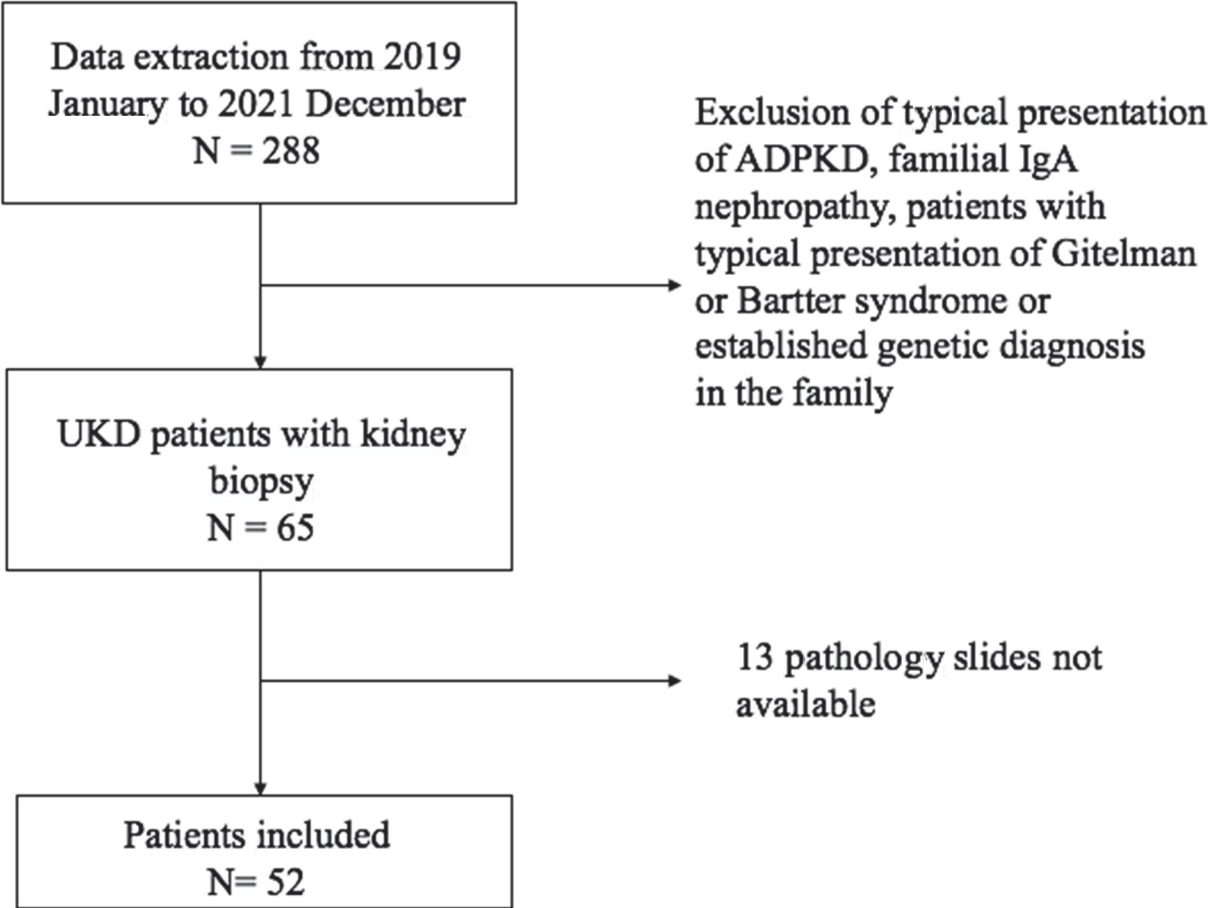 Data extraction from 2019
January to 2021 December
N = 288
Exclusion of typical presentation
of ADPKD, familial IgA
nephropathy, patients with
typical presentation of Gitelman
or Bartter syndrome or
established genetic diagnosis
in the family
UKD patients with kidney
biopsy
N = 65
13 pathology slides not
available
Patients included
N= 52